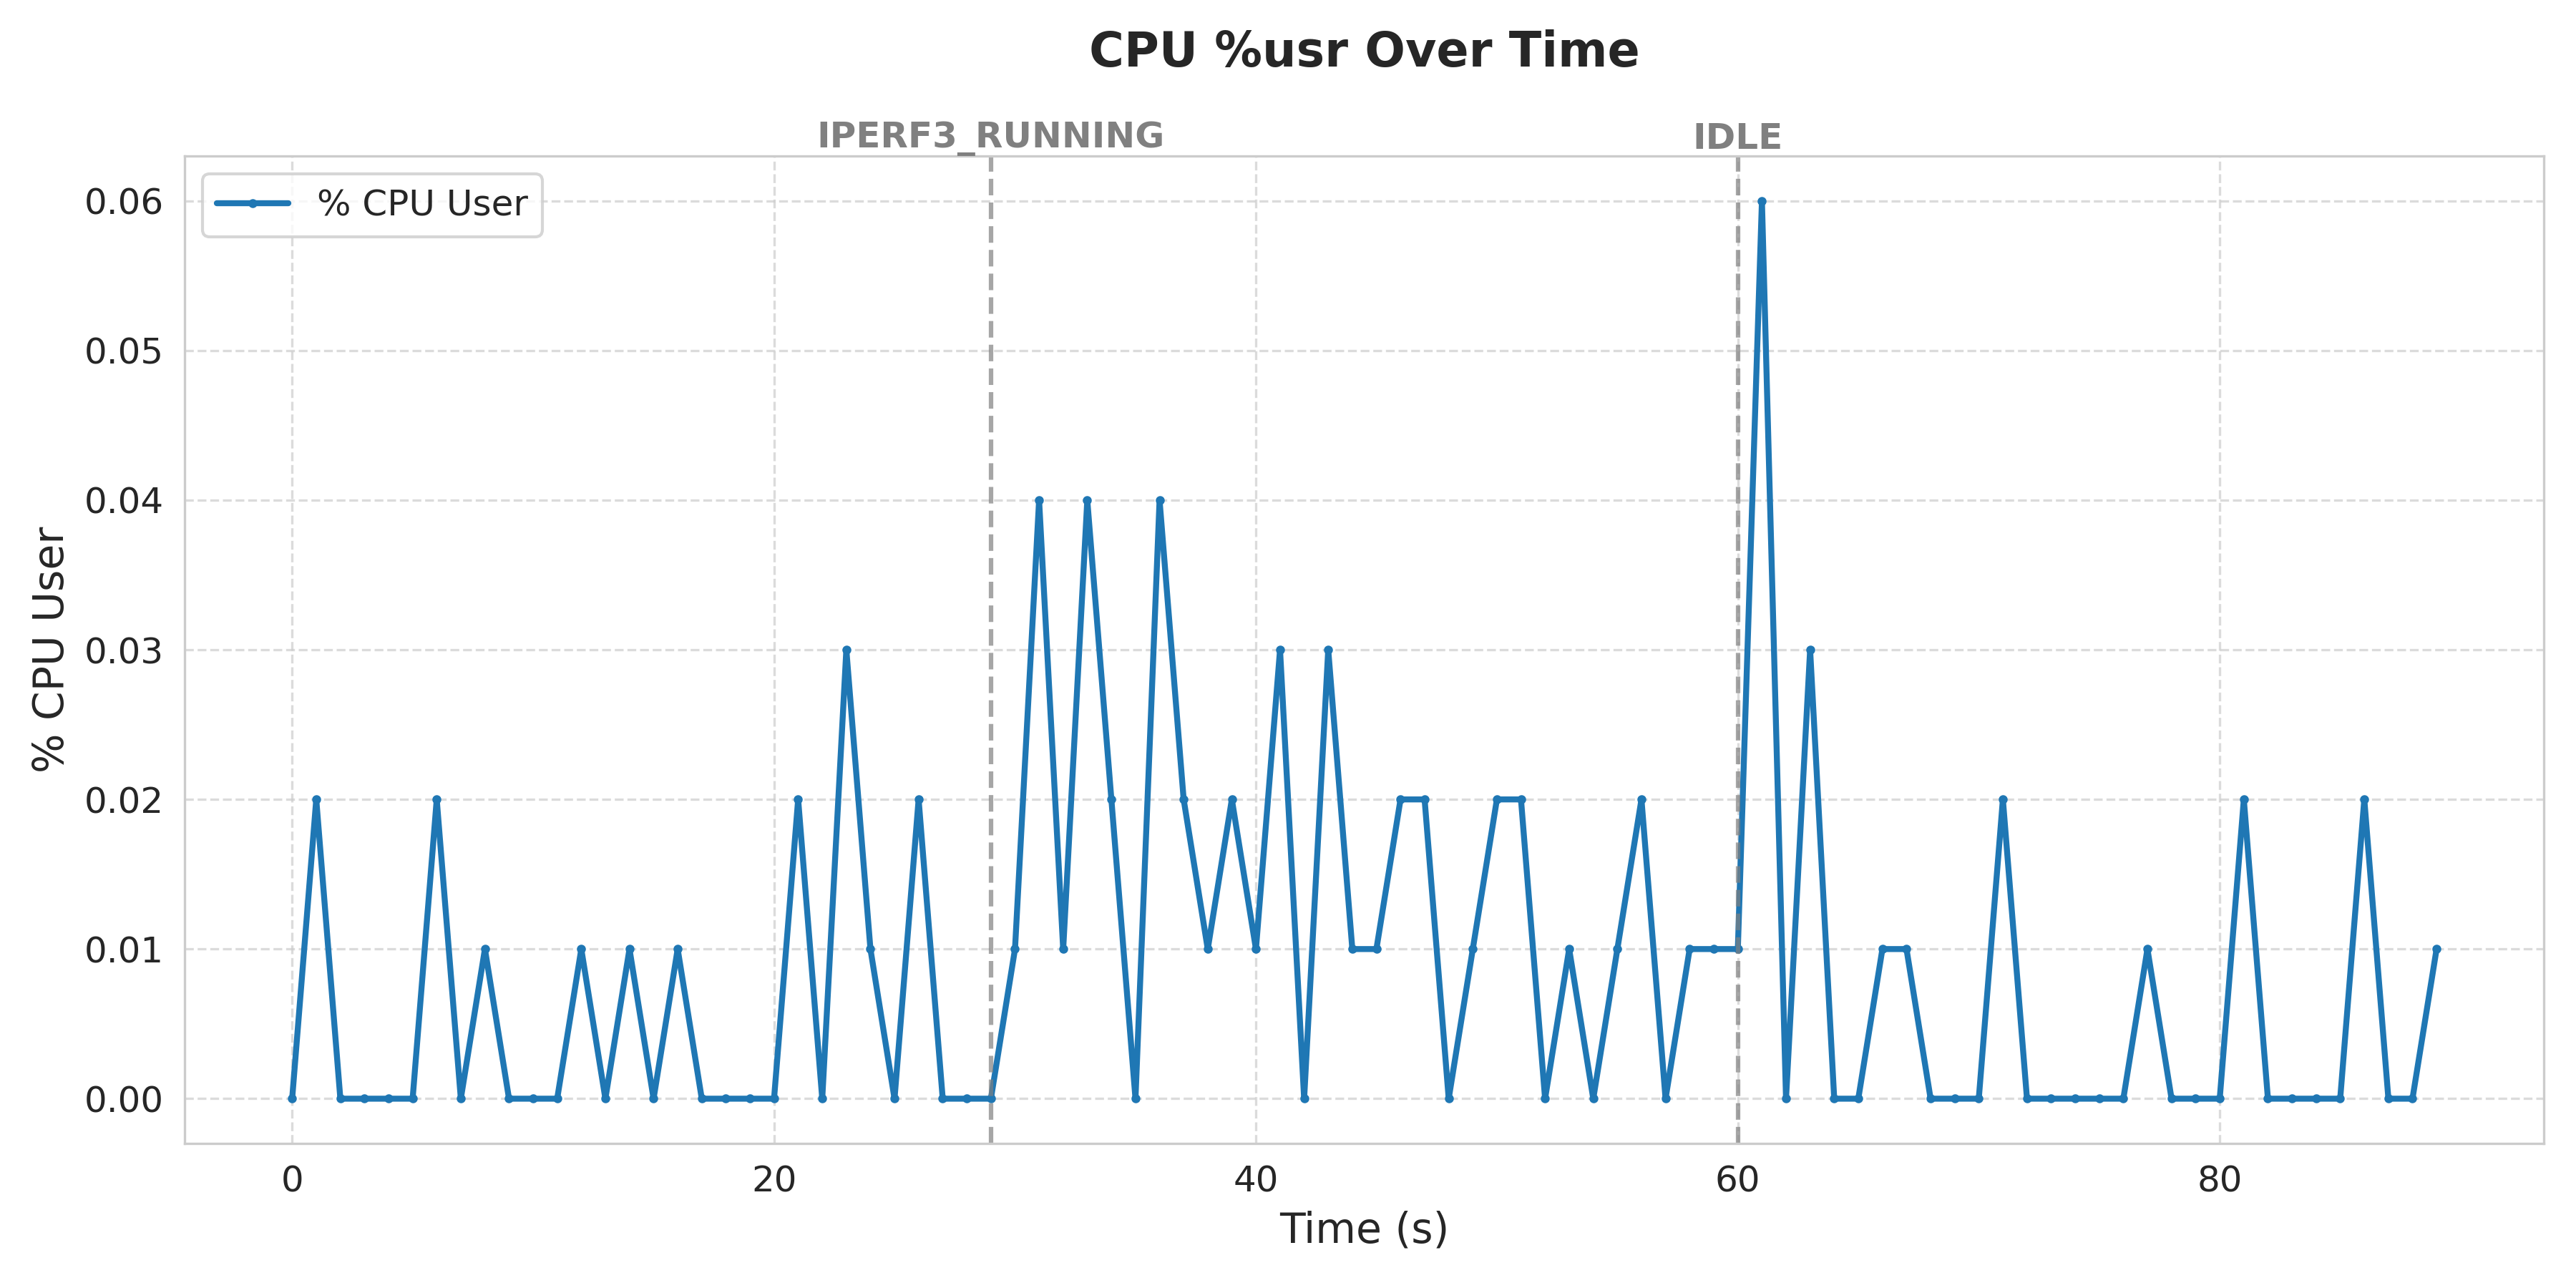 CPU %usr Over Time
IPERF3_RUNNING
IDLE
% CPU User
0.06
0.05
0.04
0.03
0.02
0.01
0.00
% CPU User
0
20
40
60
80
Time (s)